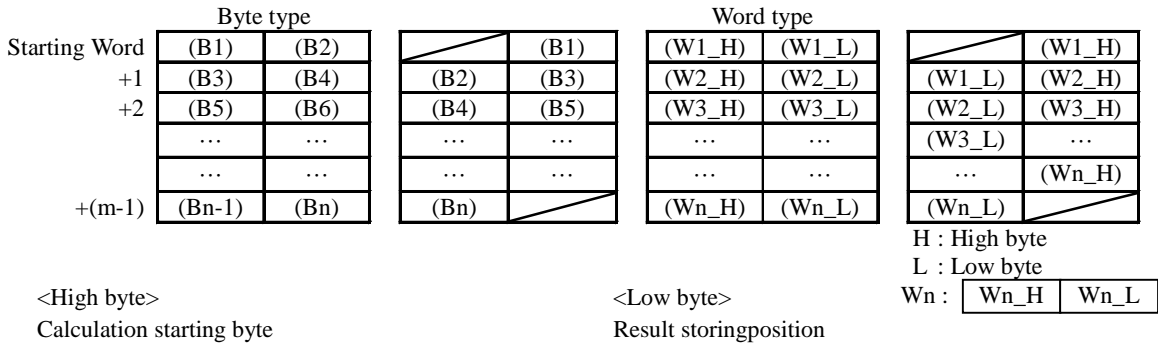 Byte type Word type
Starting Word (B1) (B2) (B1) (W1_H) (W1_L) (W1_H)
+1 (B3) (B4) (B2) (B3) (W2_H) (W2_L) (W1_L) (W2_H)
+2 (B5) (B6) (B4) (B5) (W3_H) (W3_L) (W2_L) (W3_H)
… … … … … … (W3_L) …
… … … … … … … (Wn_H)
+(m-1) (Bn-1) (Bn) (Bn) (Wn_H) (Wn_L) (Wn_L)
H : High byte
L : Low byte
<High byte> <Low byte> Wn : Wn_H Wn_L
Calculation starting byte Result storingposition